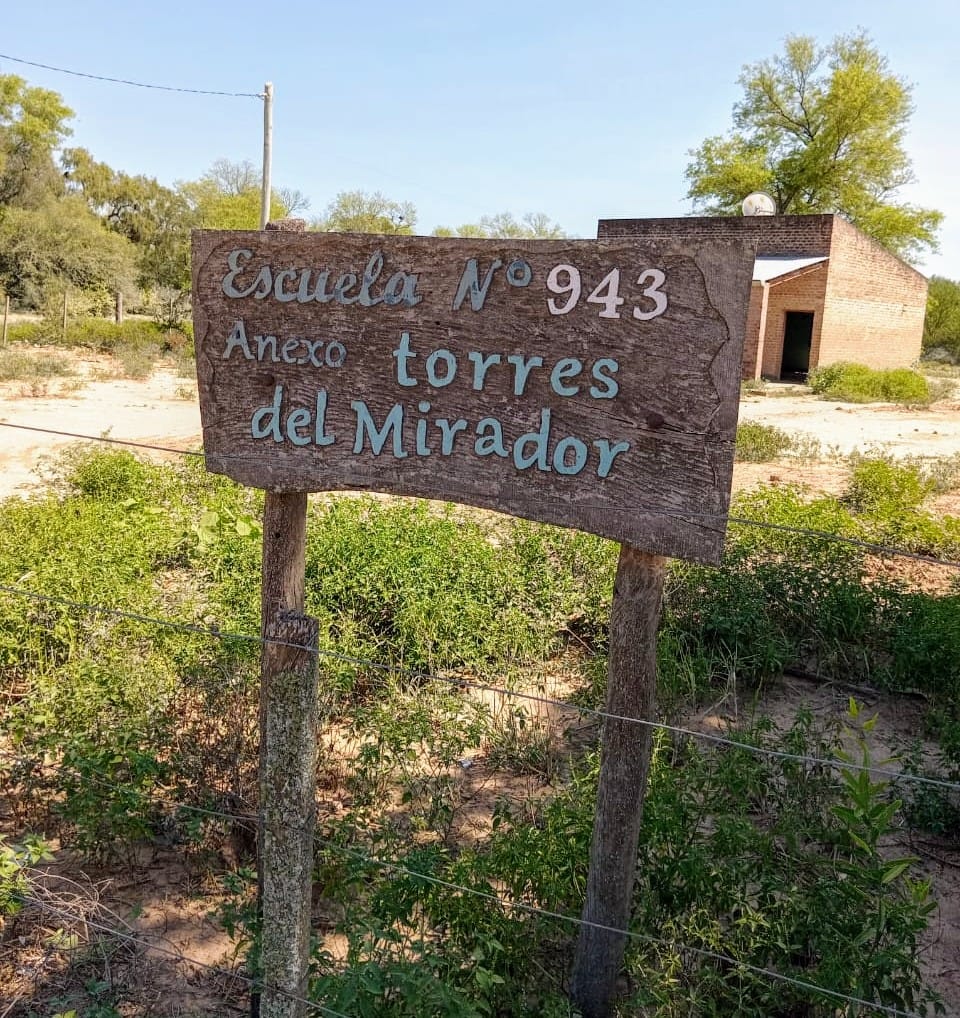 Escuela Nº 943
Anexo torres
del Mirador